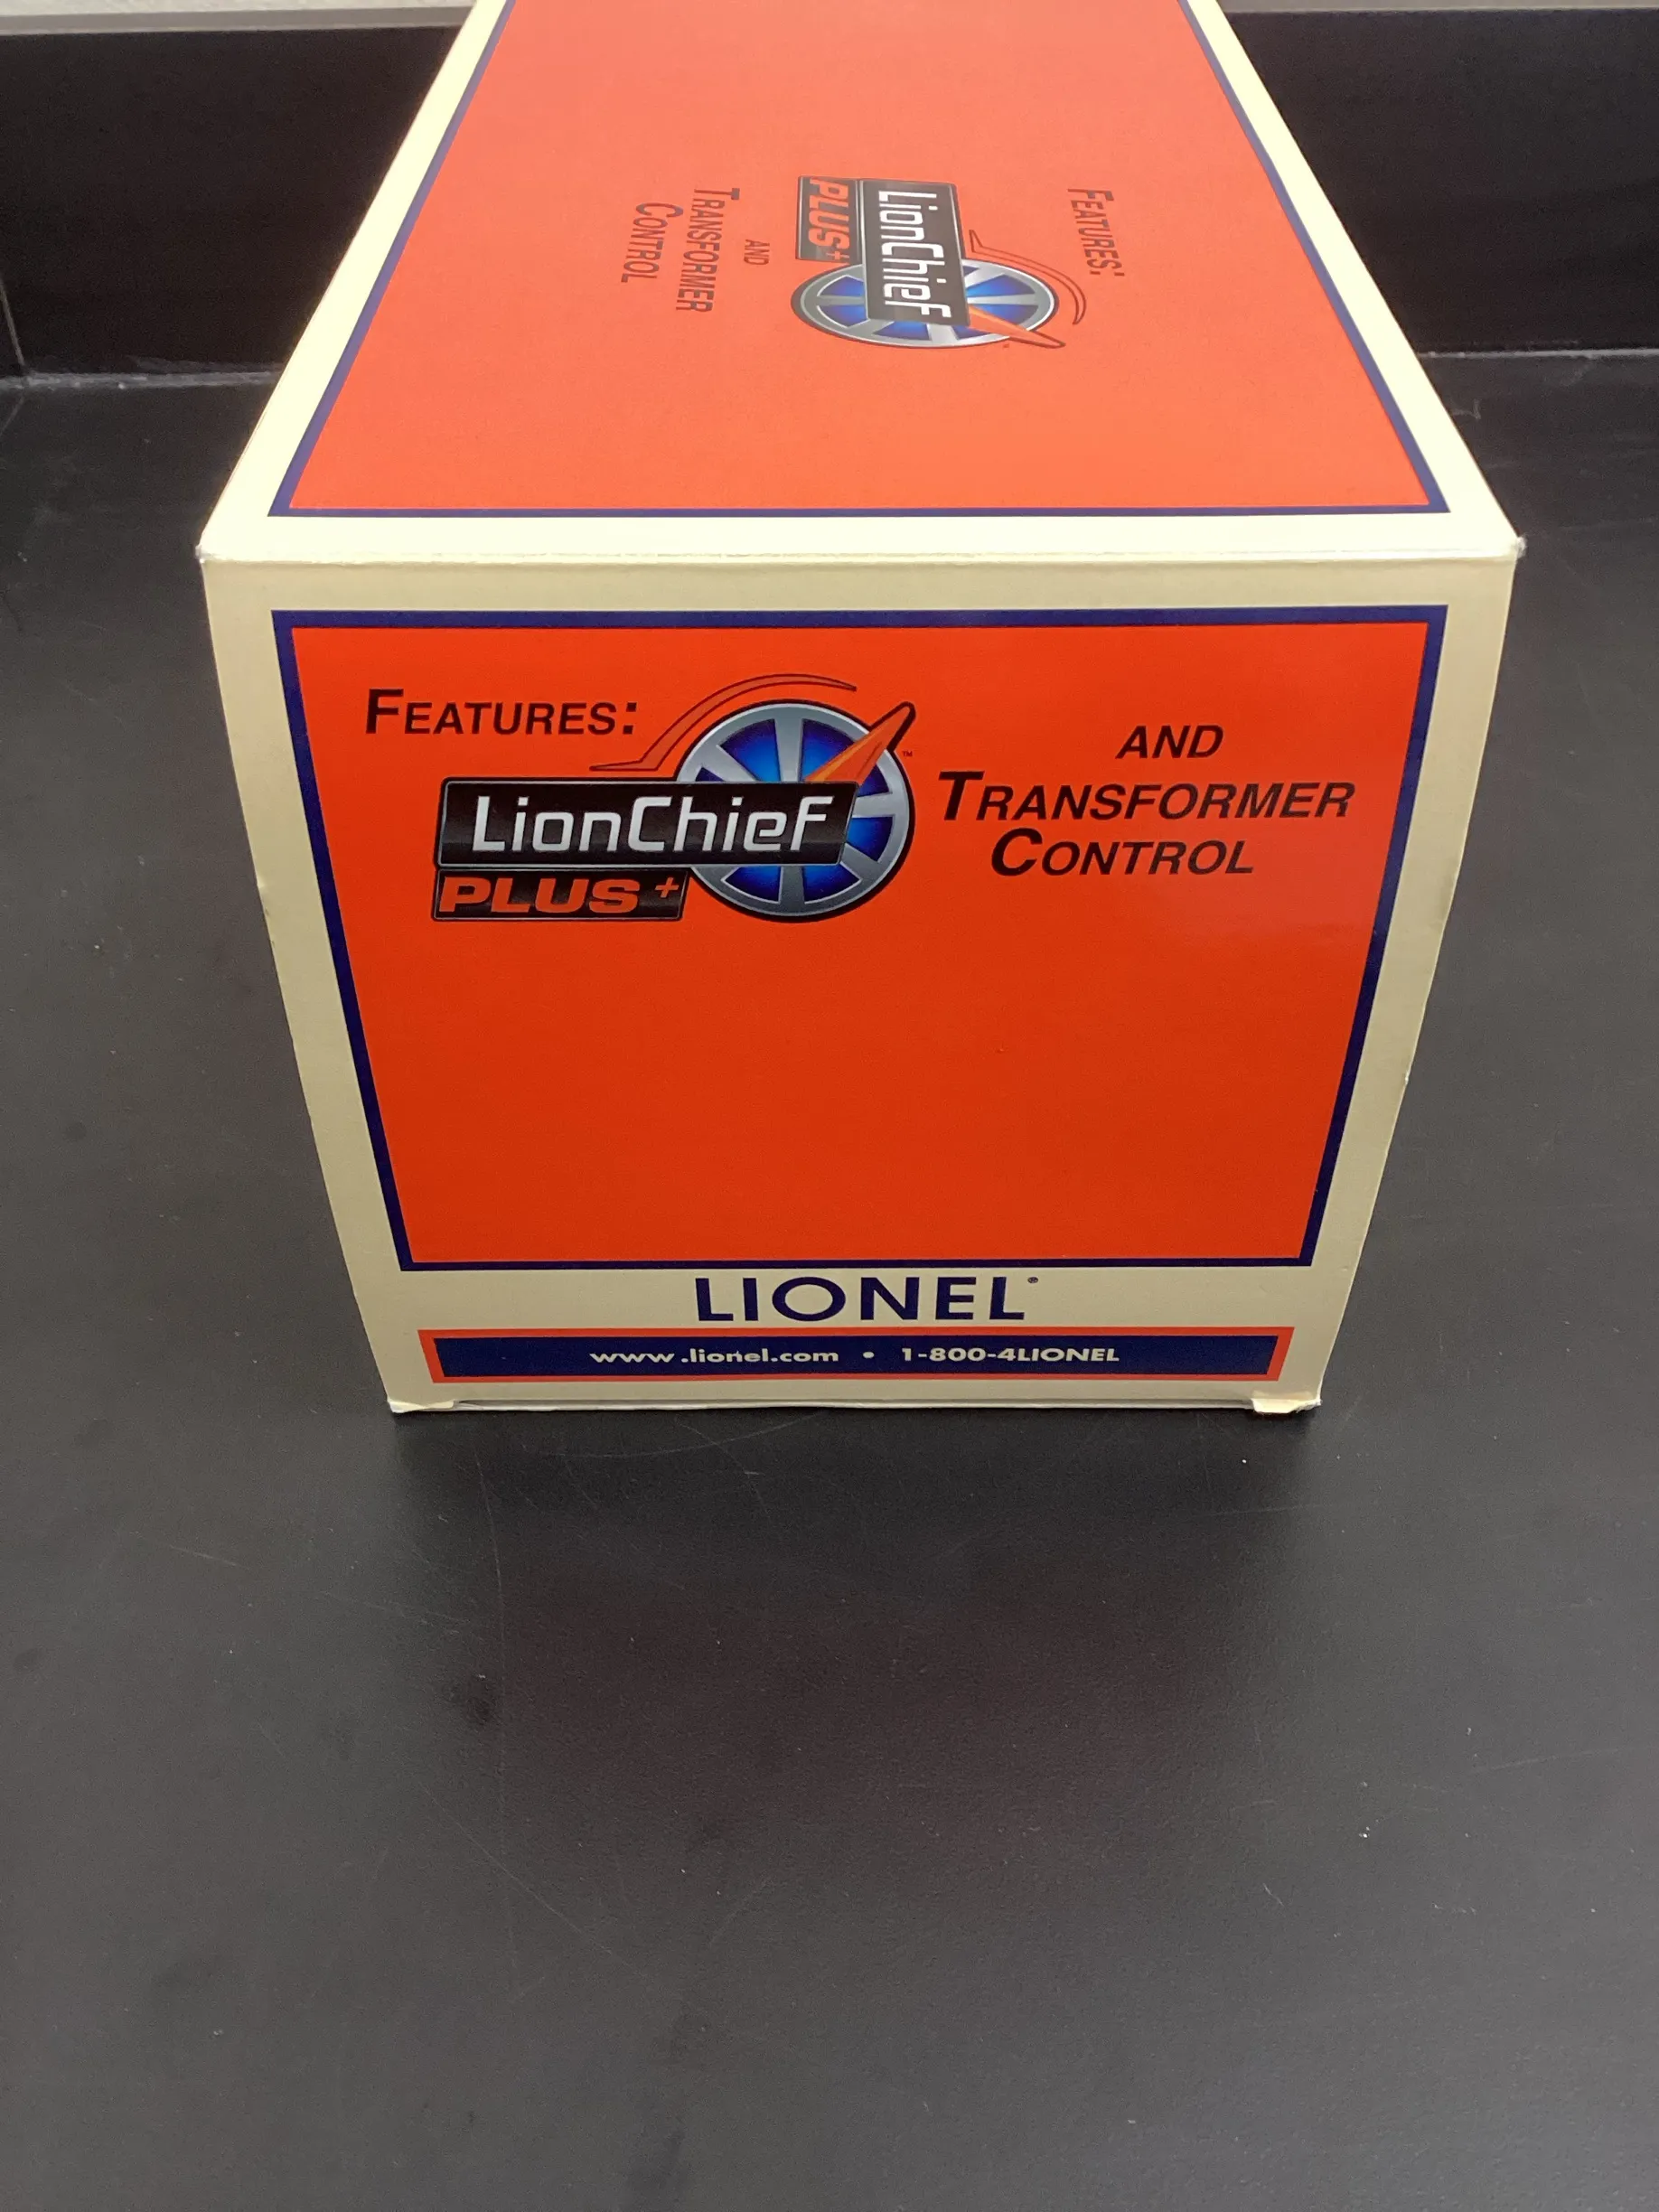 FEATURES:
LionChief
PLUS+
AND
TRANSFORMER
CONTROL
FEATURES:
LionChief
PLUS+
™
AND
TRANSFORMER
CONTROL
LIONEL®
www.lionel.com • 1-800-4LIONEL